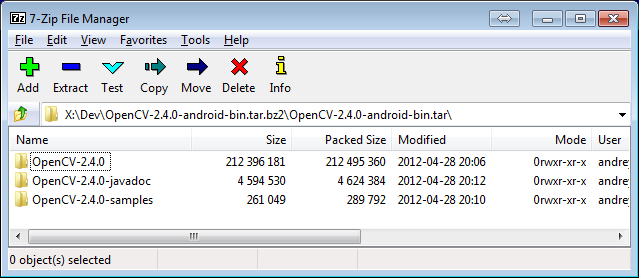 7-Zip File Manager
File Edit View Favorites Tools Help
Add Extract Test Copy Move Delete Info
X:\Dev\OpenCV-2.4.0-android-bin.tar.bz2\OpenCV-2.4.0-android-bin.tar\
Name Size Packed Size Modified Mode User
OpenCV-2.4.0 212 396 181 212 495 360 2012-04-28 20:06 0rwxr-xr-x andrey
OpenCV-2.4.0-javadoc 4 594 530 4 624 384 2012-04-28 20:12 0rwxr-xr-x andrey
OpenCV-2.4.0-samples 261 049 289 792 2012-04-28 20:10 0rwxr-xr-x andrey
0 object(s) selected